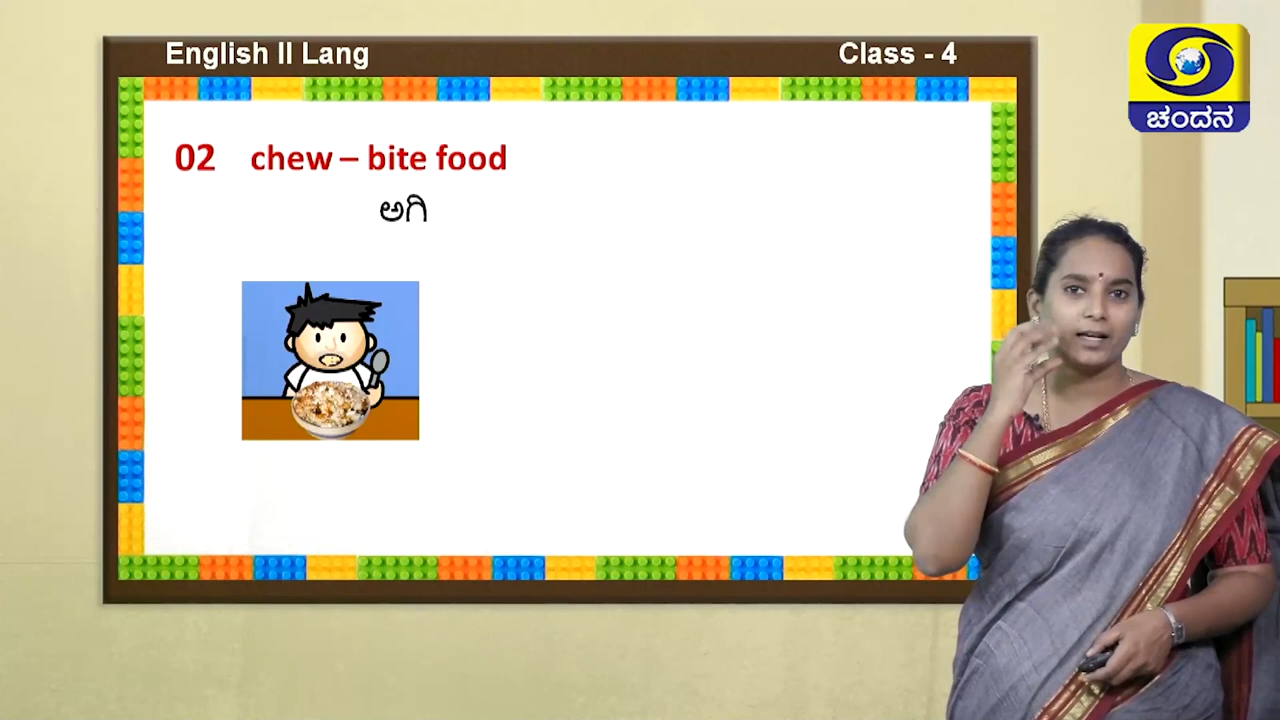 English II Lang
Class - 4
ಚಂದನ
02 chew – bite food
ಅಗಿ